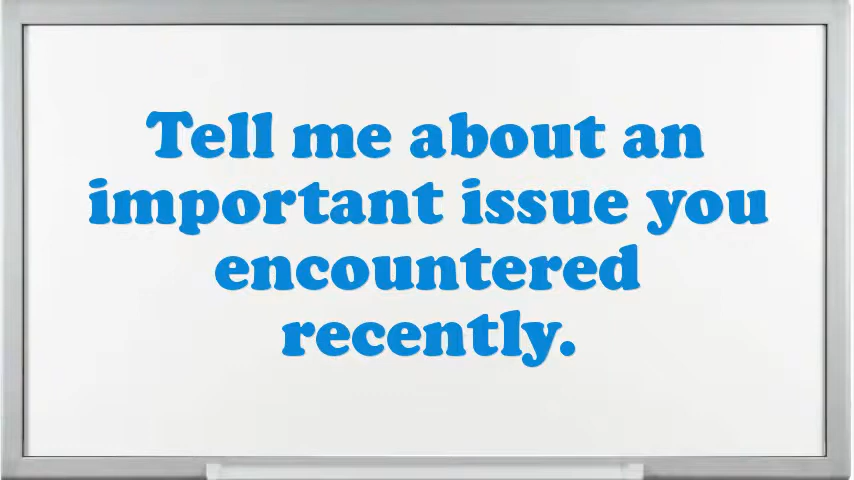 Tell me about an
important issue you
encountered
recently.